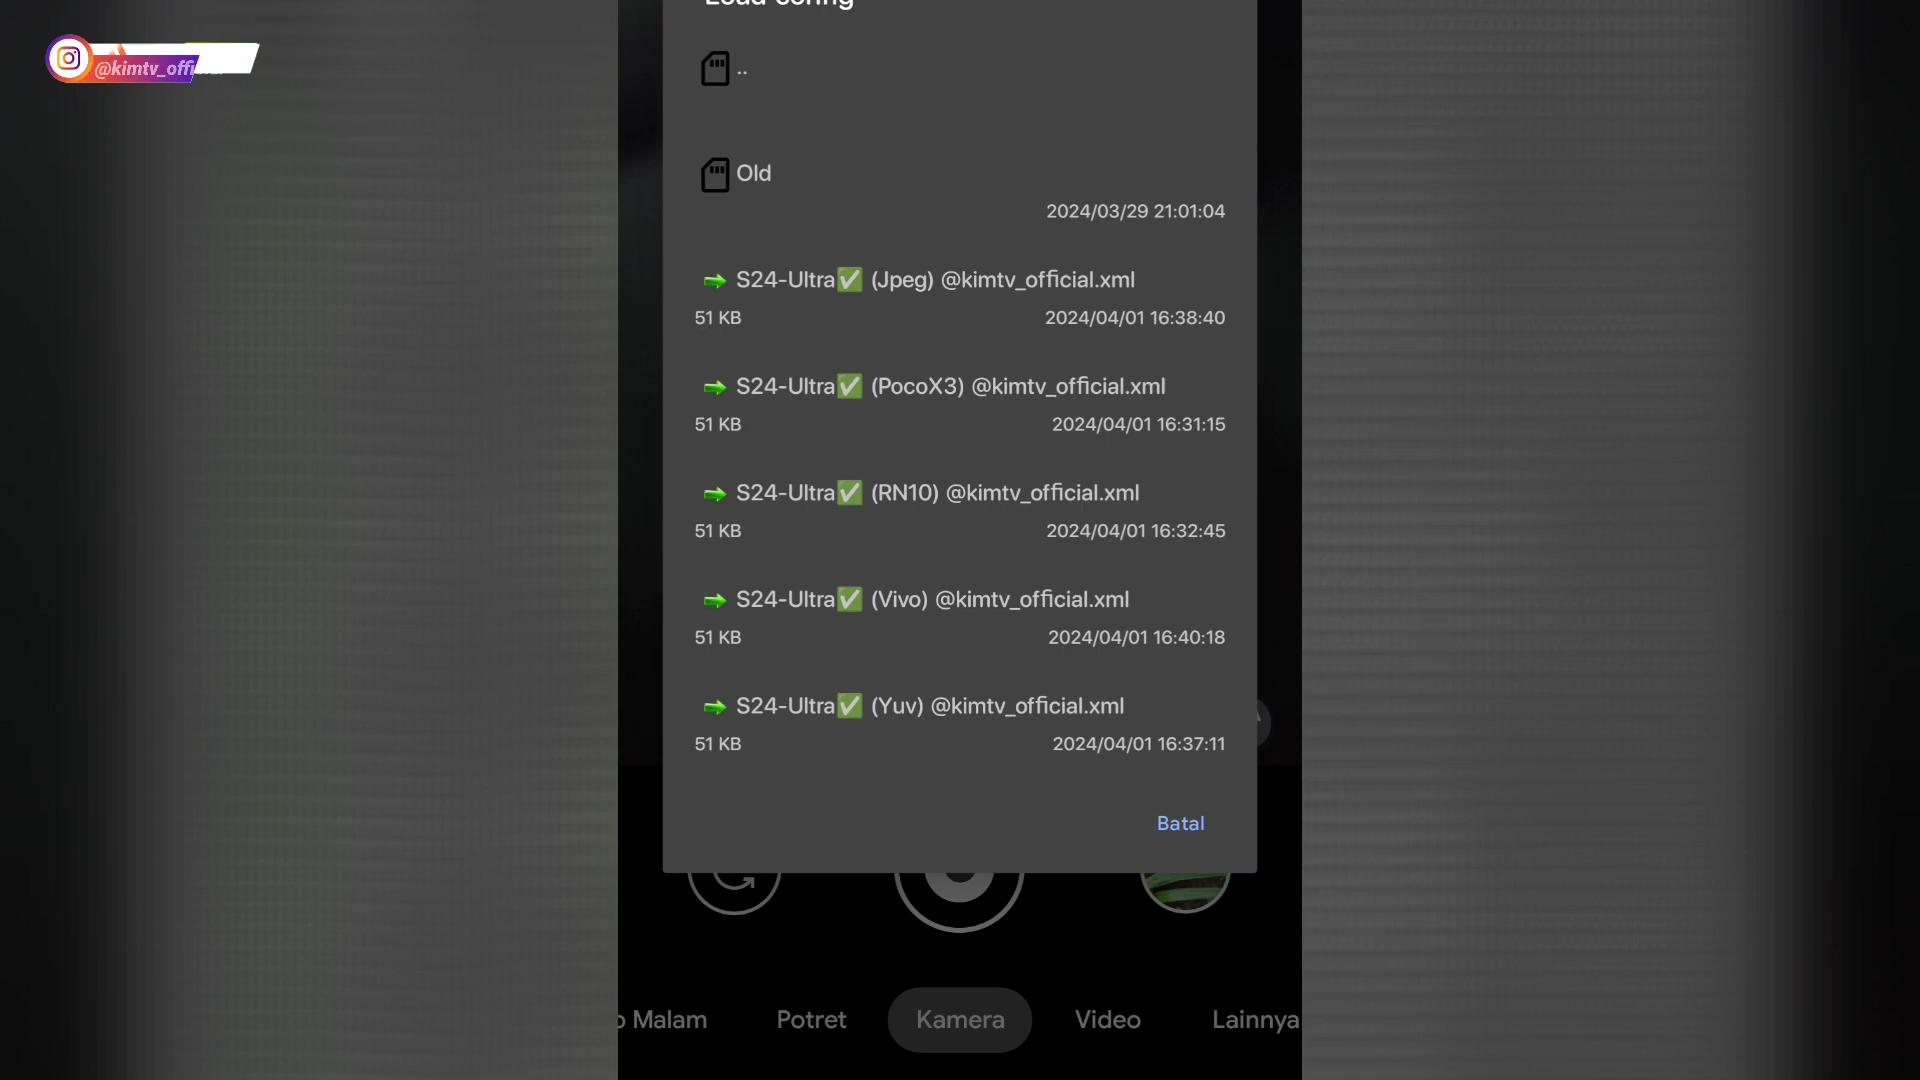 @kimtv_offi
..
Old
2024/03/29 21:01:04
S24-Ultra✅ (Jpeg) @kimtv_official.xml
51 KB 2024/04/01 16:38:40
S24-Ultra✅ (PocoX3) @kimtv_official.xml
51 KB 2024/04/01 16:31:15
S24-Ultra✅ (RN10) @kimtv_official.xml
51 KB 2024/04/01 16:32:45
S24-Ultra✅ (Vivo) @kimtv_official.xml
51 KB 2024/04/01 16:40:18
S24-Ultra✅ (Yuv) @kimtv_official.xml
51 KB 2024/04/01 16:37:11
Batal
Malam Potret Kamera Video Lainnya